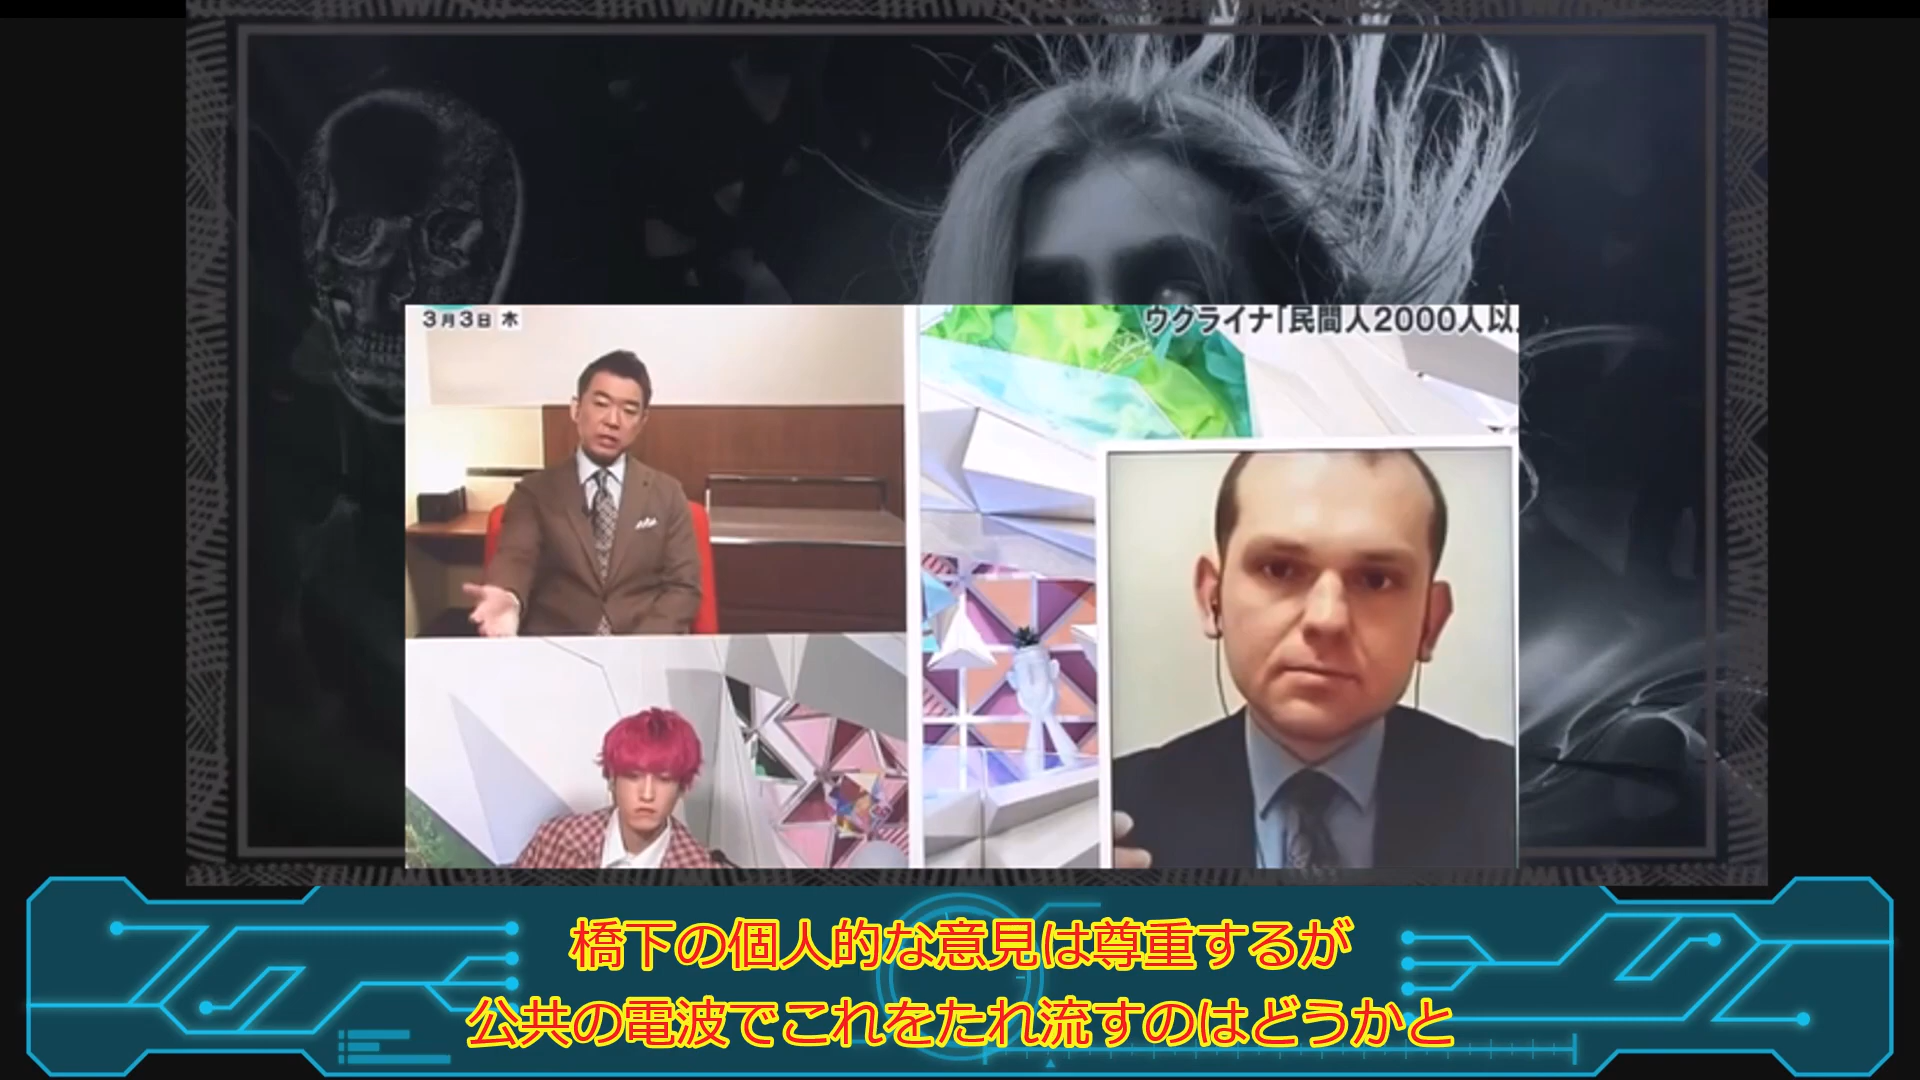 3月3日 木
ウクライナ「民間人2000人以
橋下の個人的な意見は尊重するが
公共の電波でこれをたれ流すのはどうかと